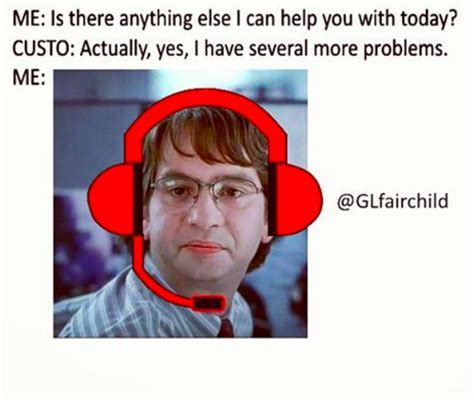 ME: Is there anything else I can help you with today?
CUSTO: Actually, yes, I have several more problems.
ME:
@GLfairchild